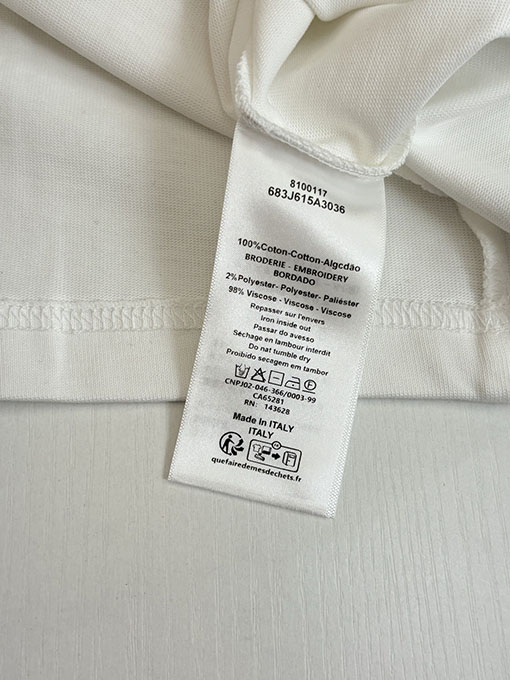 8100117
683J615A3036
100%Coton-Cotton-Algcdão
BRODERIE - EMBROIDERY
BORDADO
2%Polyester- Polyester- Paliéster
98% Viscose - Viscose - Viscose
Repasser sur l'envers
Iron inside out
Passar do avesso
Séchage en lambour interdit
Do nat tumble dry
Proibido secagem em tambor
CNPJ02-046-366/0003-99
CA65281
RN: 143628
Made In ITALY
ITALY
quefairedemesdechets.fr